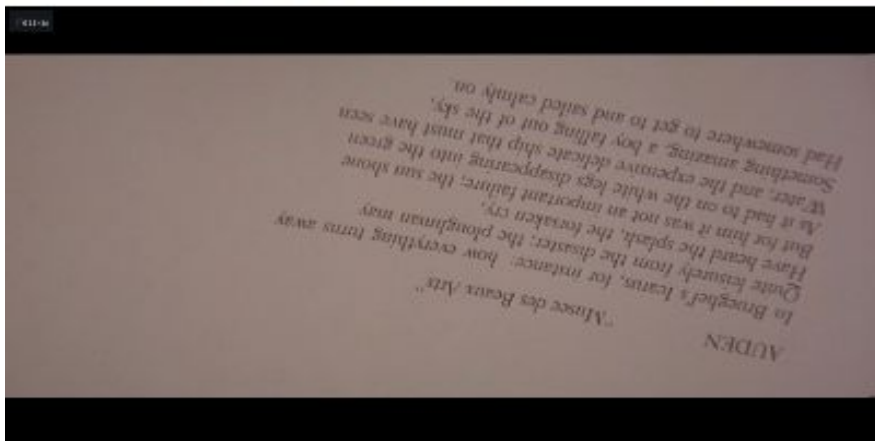 AUDEN
"Musée des Beaux Arts"
In Brueghel's Icarus, for instance: how everything turns away
Quite leisurely from the disaster; the ploughman may
Have heard the splash, the forsaken cry,
But for him it was not an important failure; the sun shone
As it had to on the white legs disappearing into the green
Water; and the expensive delicate ship that must have seen
Something amazing, a boy falling out of the sky,
Had somewhere to get to and sailed calmly on.